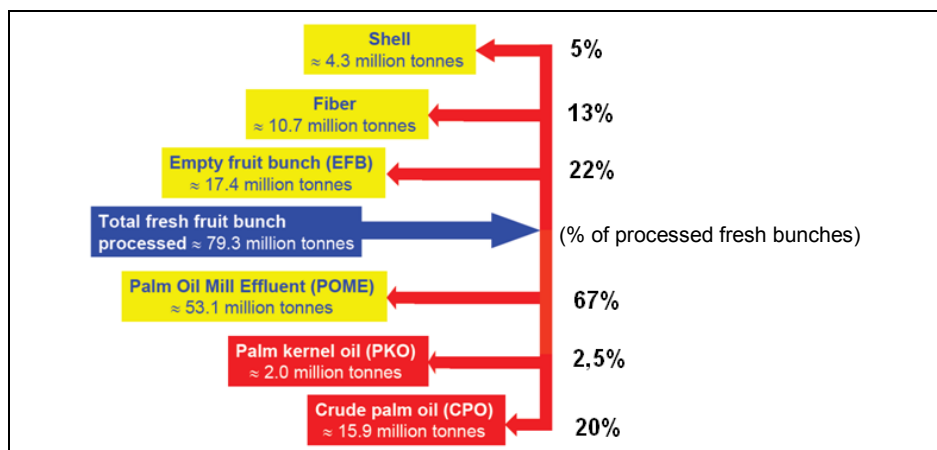 Shell
≈ 4.3 million tonnes
5%
Fiber
≈ 10.7 million tonnes
13%
Empty fruit bunch (EFB)
≈ 17.4 million tonnes
22%
Total fresh fruit bunch
processed ≈ 79.3 million tonnes
(% of processed fresh bunches)
Palm Oil Mill Effluent (POME)
≈ 53.1 million tonnes
67%
Palm kernel oil (PKO)
≈ 2.0 million tonnes
2,5%
Crude palm oil (CPO)
≈ 15.9 million tonnes
20%